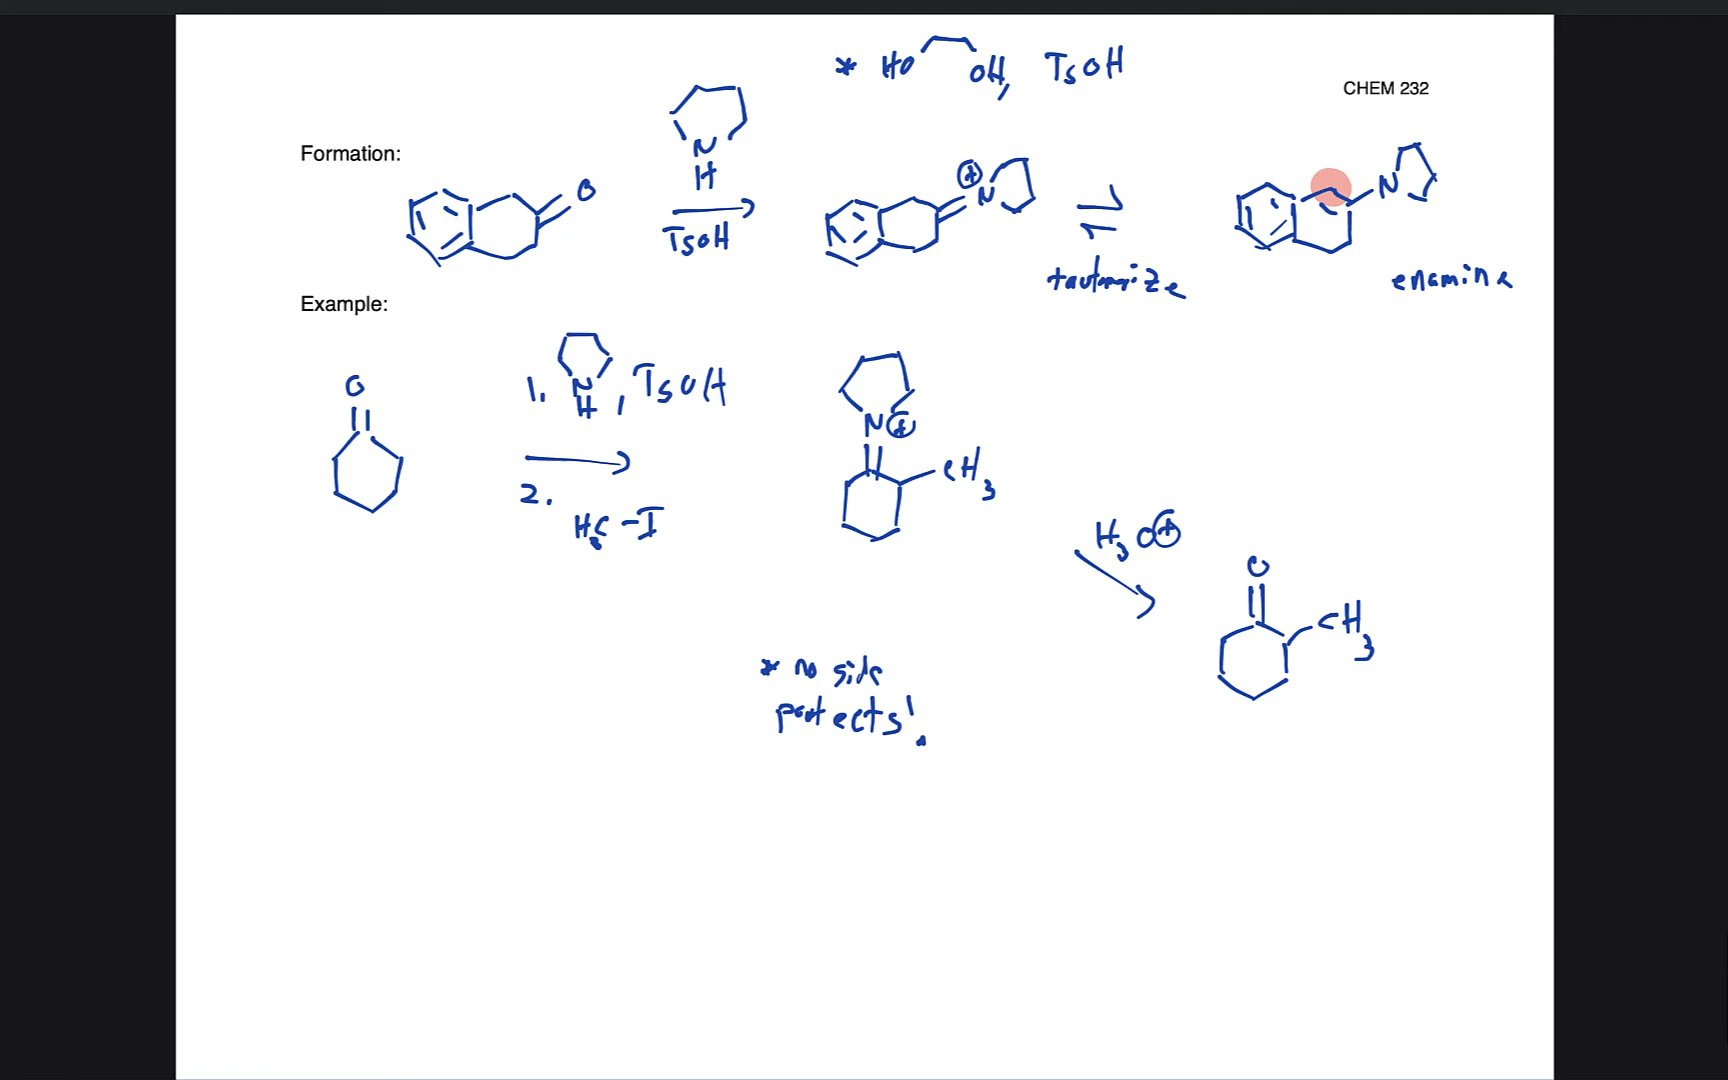 * HO OH, TsOH
CHEM 232
Formation:
O
N
H
TsOH
⊕
N
tautomerize
N
enamine
Example:
O
1. N
H , TsOH
2.
H3C-I
N⊕
CH3
H3O⊕
O
CH3
* no side